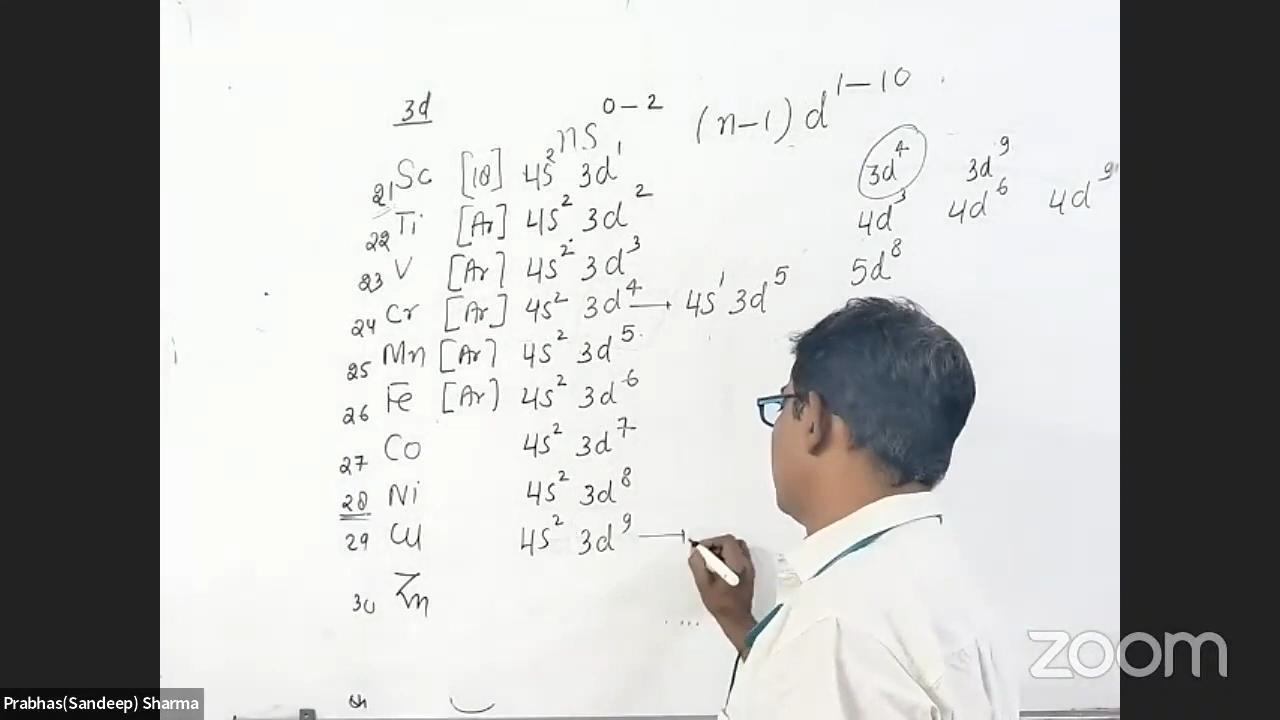 3d
ns⁰⁻² (n-1) d¹⁻¹⁰
21 Sc [18] 4s² 3d¹
3d⁴ 3d⁹
22 Ti [Ar] 4s² 3d²
4d³ 4d⁶ 4d⁹
23 V [Ar] 4s² 3d³
5d⁸
24 Cr [Ar] 4s² 3d⁴ → 4s¹ 3d⁵
25 Mn [Ar] 4s² 3d⁵
26 Fe [Ar] 4s² 3d⁶
27 Co 4s² 3d⁷
28 Ni 4s² 3d⁸
29 Cu 4s² 3d⁹ →
30 Zn
zoom
Prabhas(Sandeep) Sharma